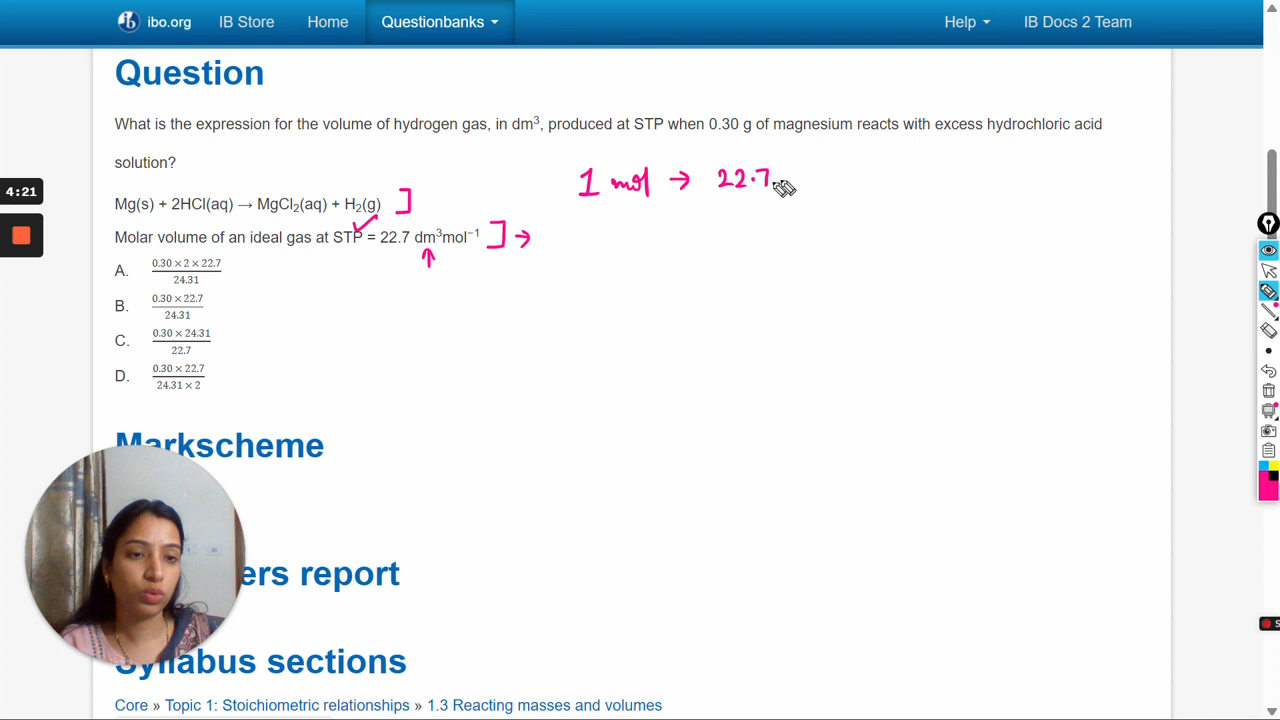 ibo.org IB Store Home Questionbanks Help IB Docs 2 Team
Question
What is the expression for the volume of hydrogen gas, in dm³, produced at STP when 0.30 g of magnesium reacts with excess hydrochloric acid
solution?
1 mol → 22.7
4:21
Mg(s) + 2HCl(aq) → MgCl₂(aq) + H₂(g) ]
Molar volume of an ideal gas at STP = 22.7 dm³mol⁻¹ ] →
A. 0.30 × 2 × 22.7
24.31
B. 0.30 × 22.7
24.31
C. 0.30 × 24.31
22.7
D. 0.30 × 22.7
24.31 × 2
Markscheme
ers report
Syllabus sections
Core » Topic 1: Stoichiometric relationships » 1.3 Reacting masses and volumes